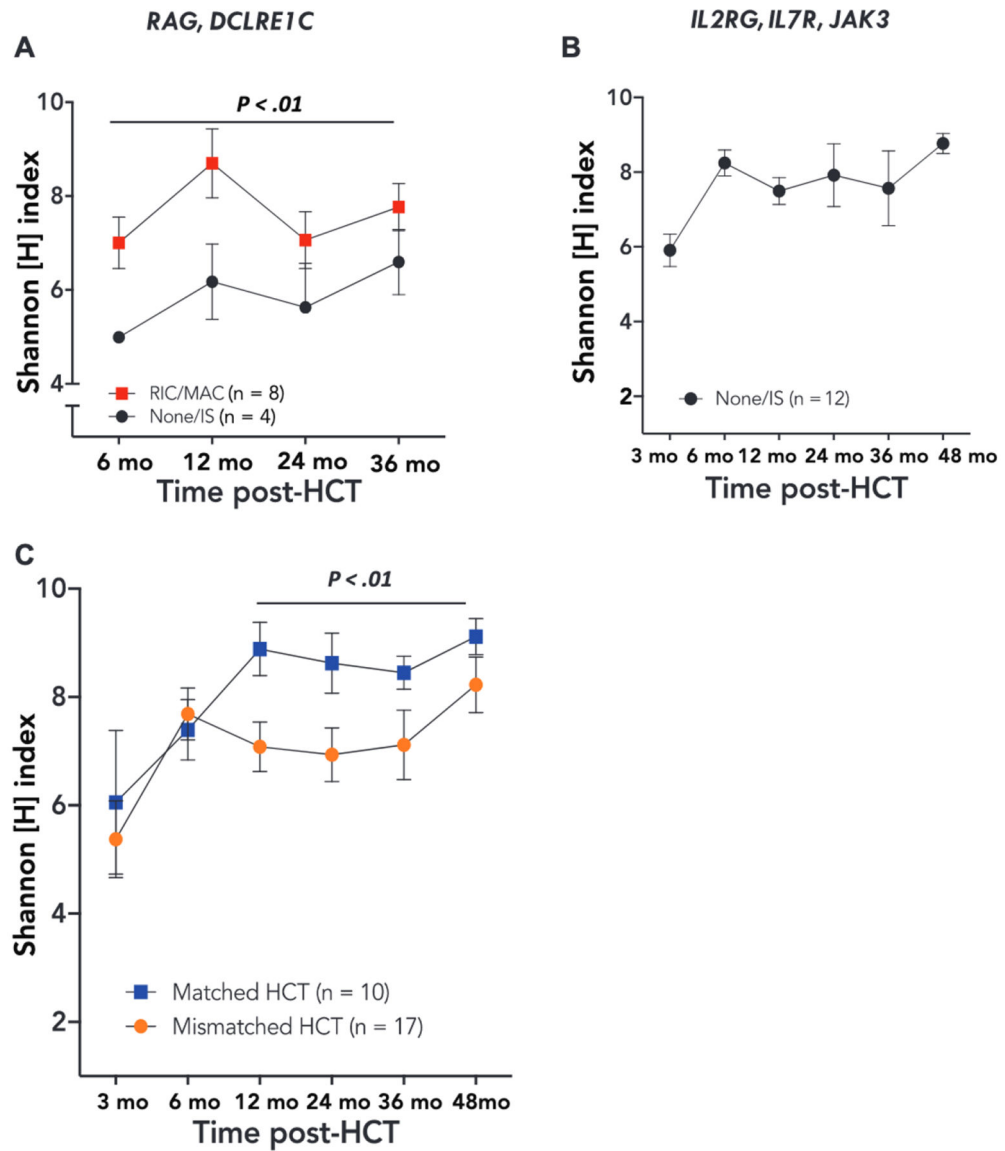 RAG, DCLRE1C
A
P < .01
Shannon [H] index
10
8
6
4
RIC/MAC (n = 8)
None/IS (n = 4)
6 mo 12 mo 24 mo 36 mo
Time post-HCT
IL2RG, IL7R, JAK3
B
Shannon [H] index
10
8
6
4
2
None/IS (n = 12)
3 mo 6 mo 12 mo 24 mo 36 mo 48 mo
Time post-HCT
C
P < .01
Shannon [H] index
10
8
6
4
2
Matched HCT (n = 10)
Mismatched HCT (n = 17)
3 mo 6 mo 12 mo 24 mo 36 mo 48mo
Time post-HCT